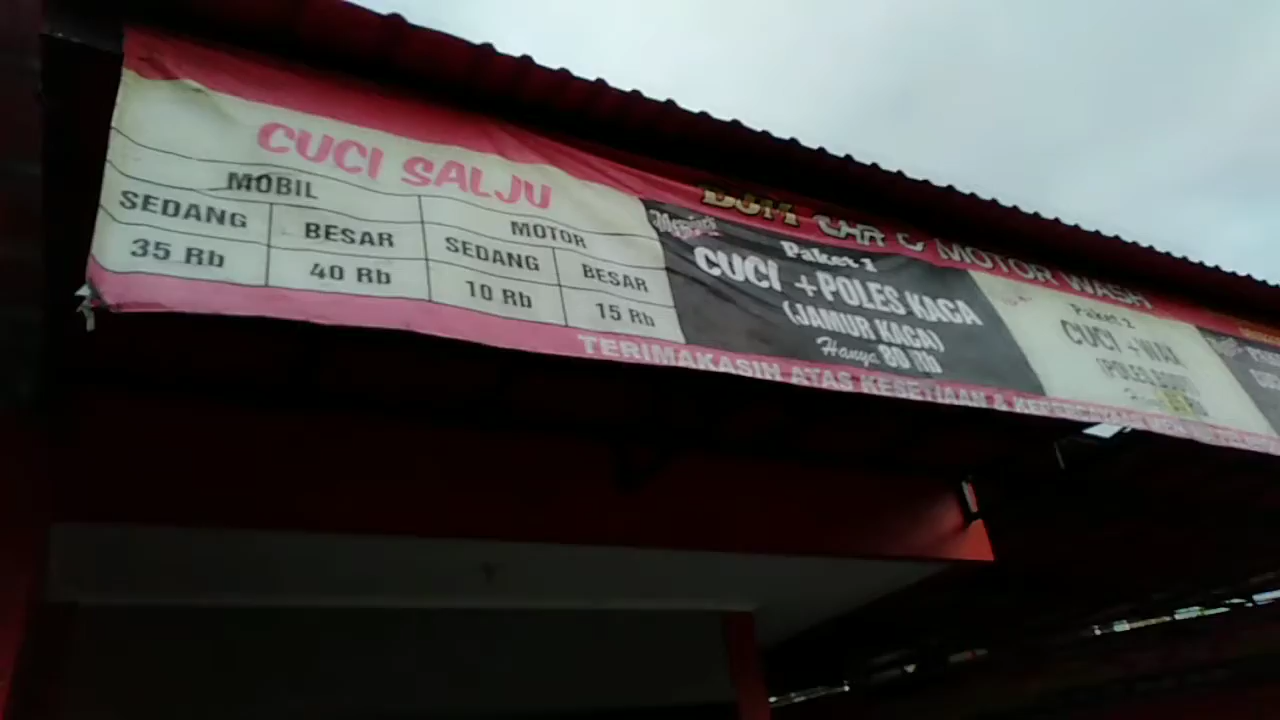 CUCI SALJU
MOBIL
MOTOR
SEDANG
BESAR
SEDANG
BESAR
35 Rb
40 Rb
10 Rb
15 Rb
CAR & MOTOR WASH
Paket 1
CUCI + POLES KACA
(JAMUR KACA)
Hanya 80 Rb
Paket 2
CUCI + WAX
(POLES
TERIMAKASIH ATAS KESETIAAN &